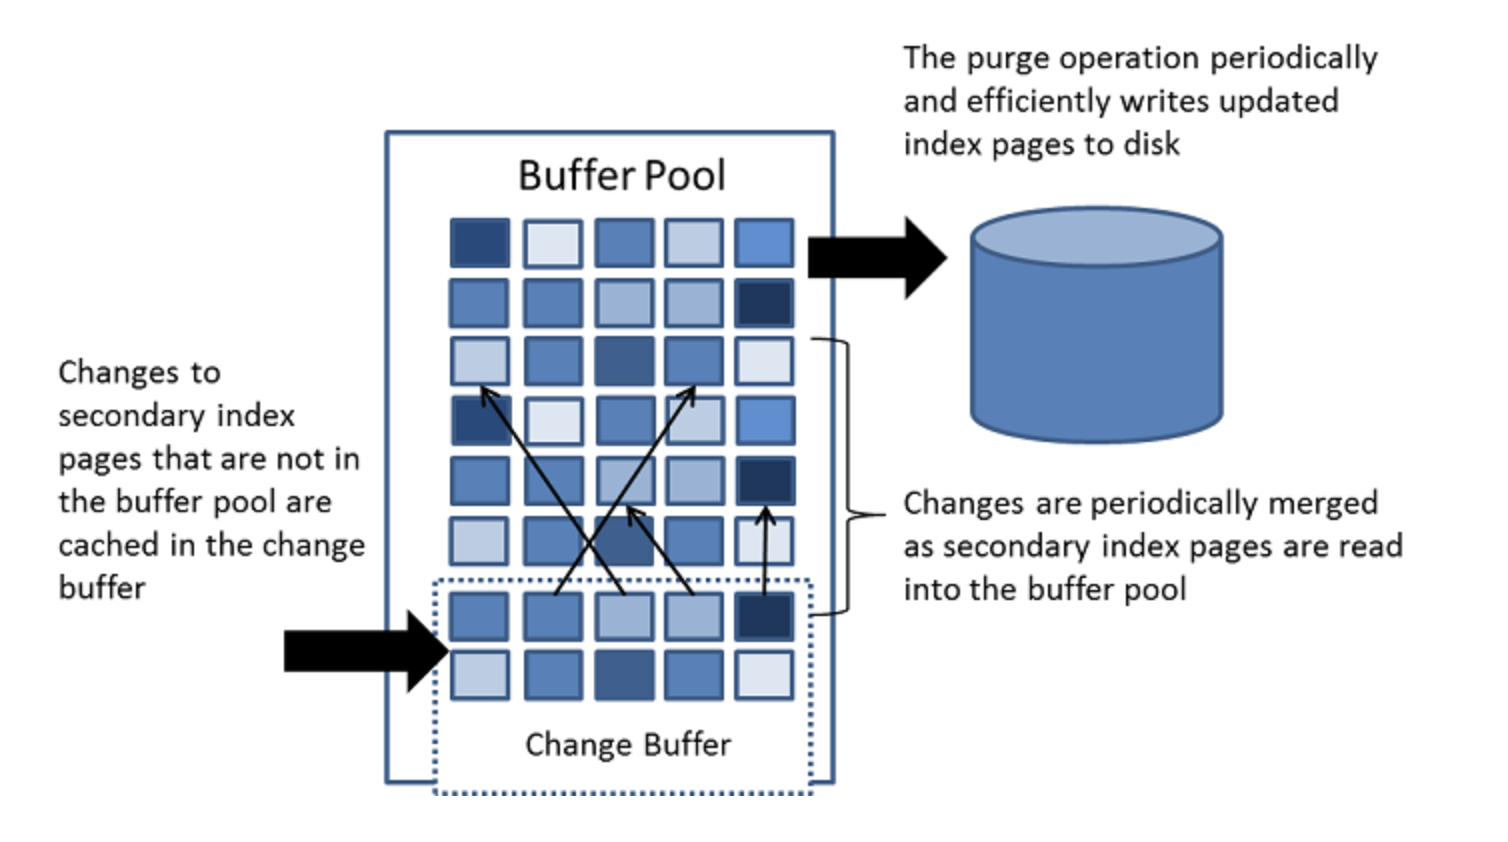 The purge operation periodically
and efficiently writes updated
index pages to disk
Buffer Pool
Changes to
secondary index
pages that are not in
the buffer pool are
cached in the change
buffer
Changes are periodically merged
as secondary index pages are read
into the buffer pool
Change Buffer